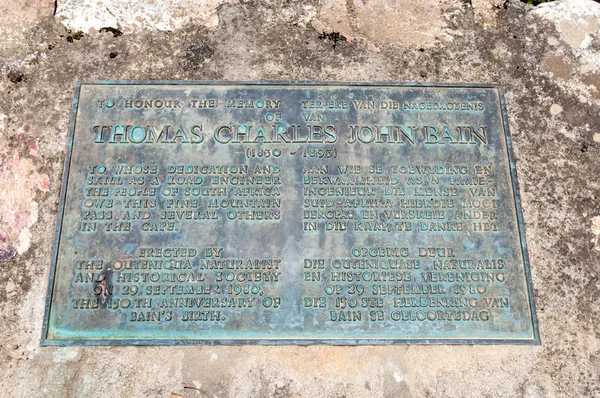 TO HONOUR THE MEMORY
OF
TER ERE VAN DIE NAGEDAGTENIS
VAN
THOMAS CHARLES JOHN BAIN
(1830 - 1893)
TO WHOSE DEDICATION AND
SKILL AS A ROAD ENGINEER
THE PEOPLE OF SOUTH AFRICA
OWE THIS FINE MOUNTAIN
PASS AND SEVERAL OTHERS
IN THE CAPE.
AAN WIE SE TOEWYDING EN
BEKWAAMHEID AS 'N PADIN-
GENIEUR DIE MENSE VAN
SUID-AFRIKA HIERDIE MOOI
BERGPAS, EN VERSKEIE ANDER
IN DIE KAAP, TE DANKE HET.
ERECTED BY
THE OUTENIQUA NATURALIST
AND HISTORICAL SOCIETY
ON 29, SEPTEMBER 1980,
THE 150TH ANNIVERSARY OF
BAIN'S BIRTH.
OPGERIG DEUR
DIE OUTENIQUASE NATURALIS
EN HISTORIESE VERENIGING
OP 29 SEPTEMBER 1980,
DIE 150STE HERDENKING VAN
BAIN SE GEBOORTEDAG